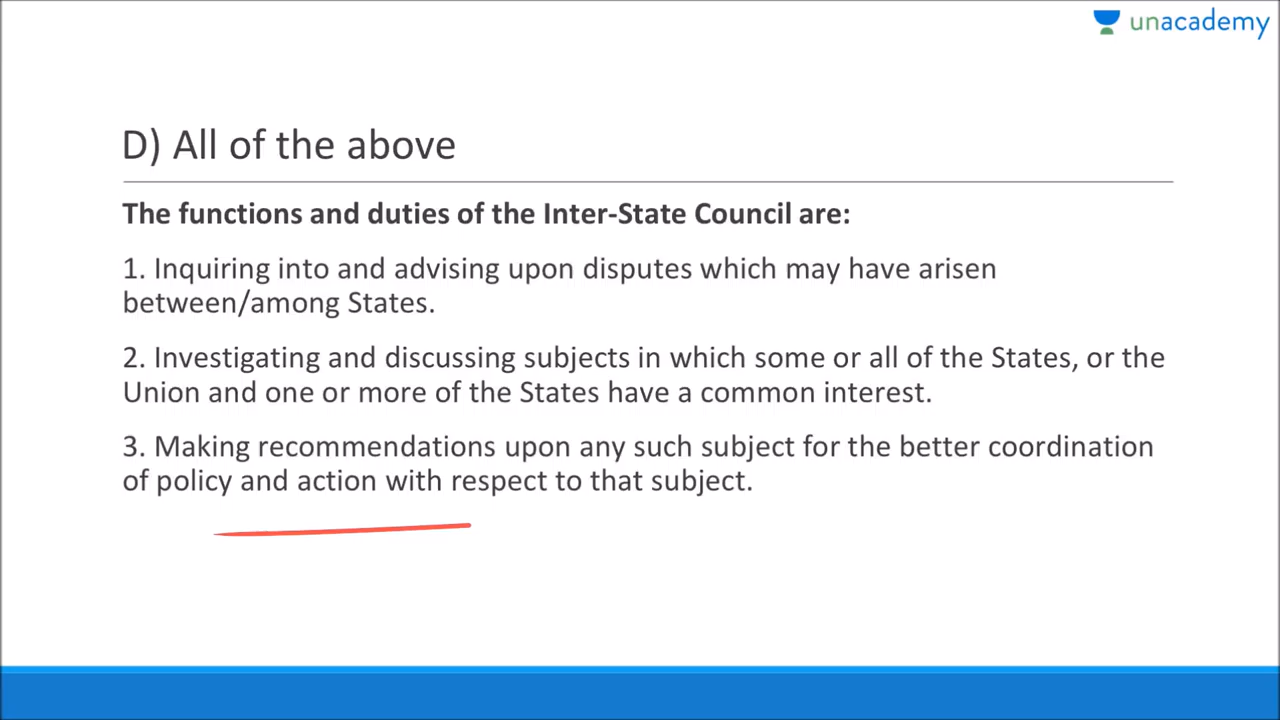 unacademy
D) All of the above
The functions and duties of the Inter-State Council are:
1. Inquiring into and advising upon disputes which may have arisen
between/among States.
2. Investigating and discussing subjects in which some or all of the States, or the
Union and one or more of the States have a common interest.
3. Making recommendations upon any such subject for the better coordination
of policy and action with respect to that subject.